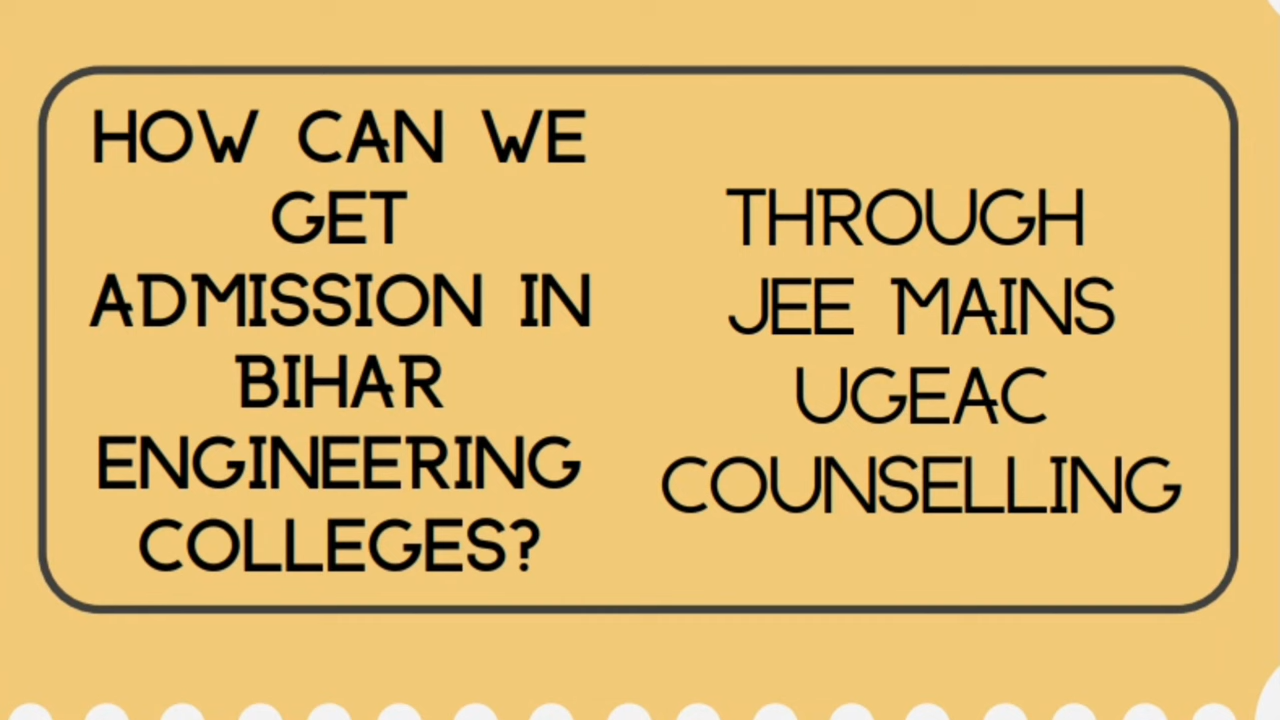 HOW CAN WE
GET
ADMISSION IN
BIHAR
ENGINEERING
COLLEGES?
THROUGH
JEE MAINS
UGEAC
COUNSELLING